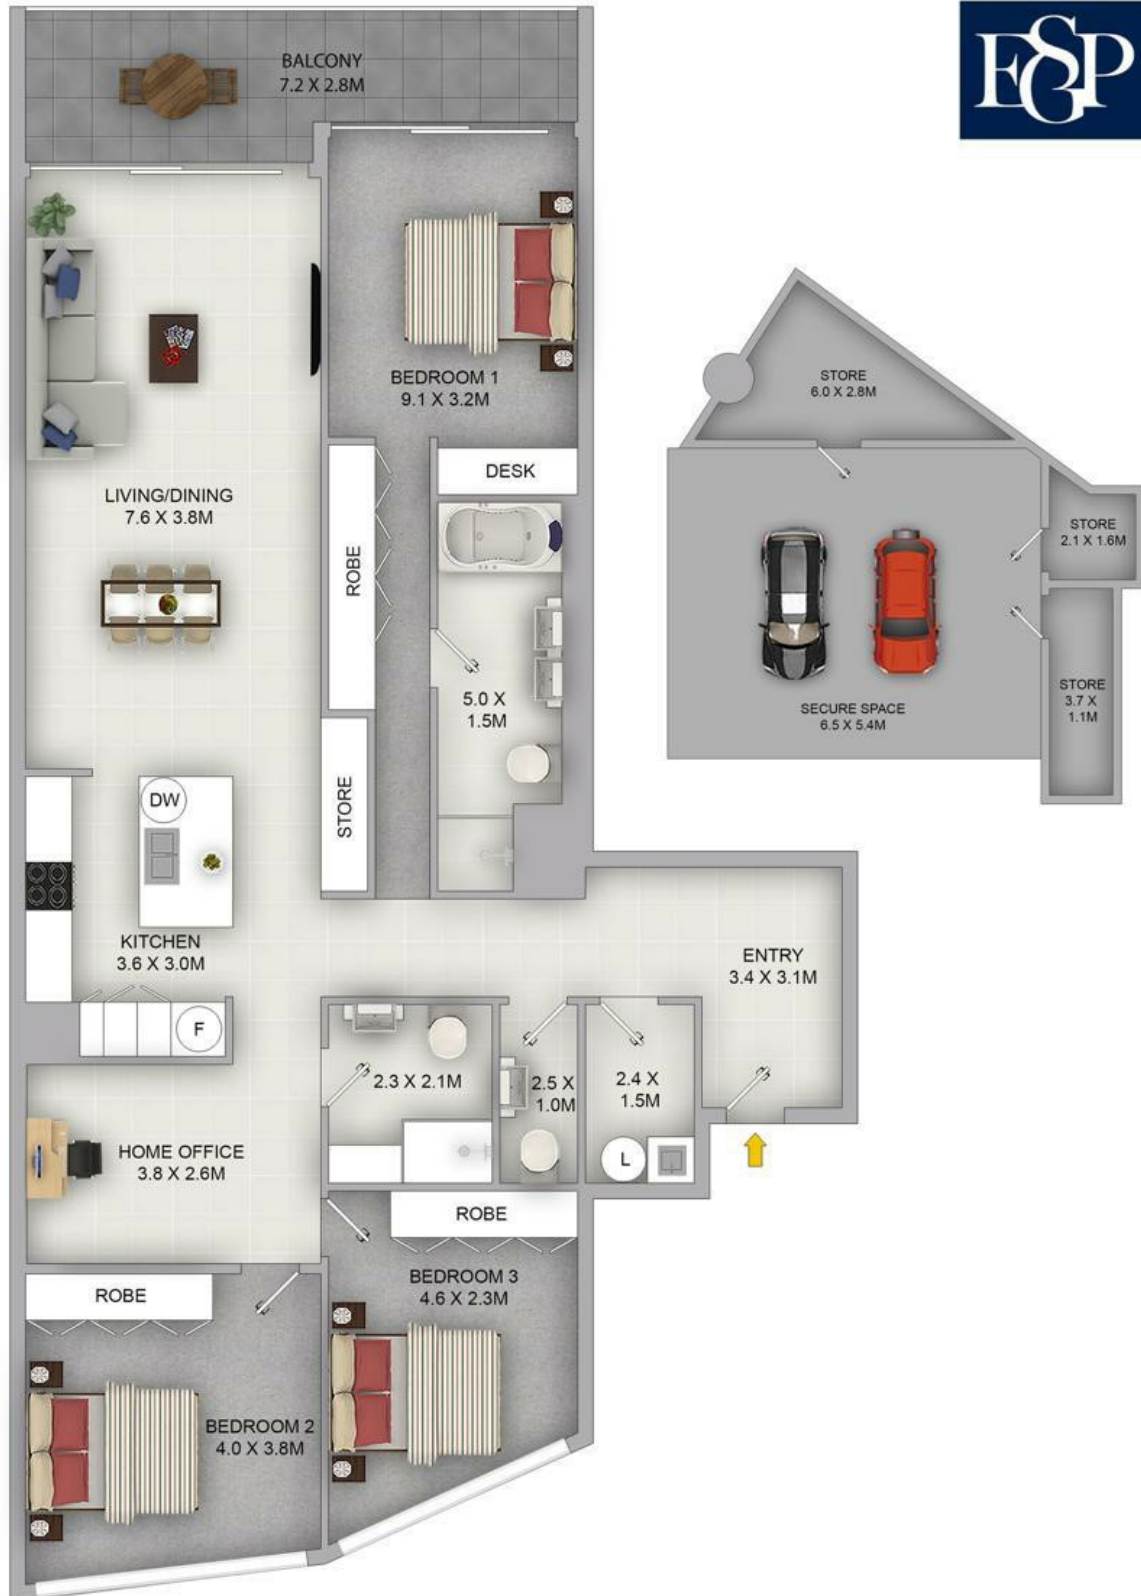 EGSP
BALCONY
7.2 X 2.8M
BEDROOM 1
9.1 X 3.2M
STORE
6.0 X 2.8M
DESK
LIVING/DINING
7.6 X 3.8M
STORE
2.1 X 1.6M
ROBE
5.0 X
1.5M
STORE
3.7 X
1.1M
SECURE SPACE
6.5 X 5.4M
STORE
DW
KITCHEN
3.6 X 3.0M
ENTRY
3.4 X 3.1M
F
2.3 X 2.1M
2.5 X
1.0M
2.4 X
1.5M
L
HOME OFFICE
3.8 X 2.6M
ROBE
BEDROOM 3
4.6 X 2.3M
ROBE
BEDROOM 2
4.0 X 3.8M